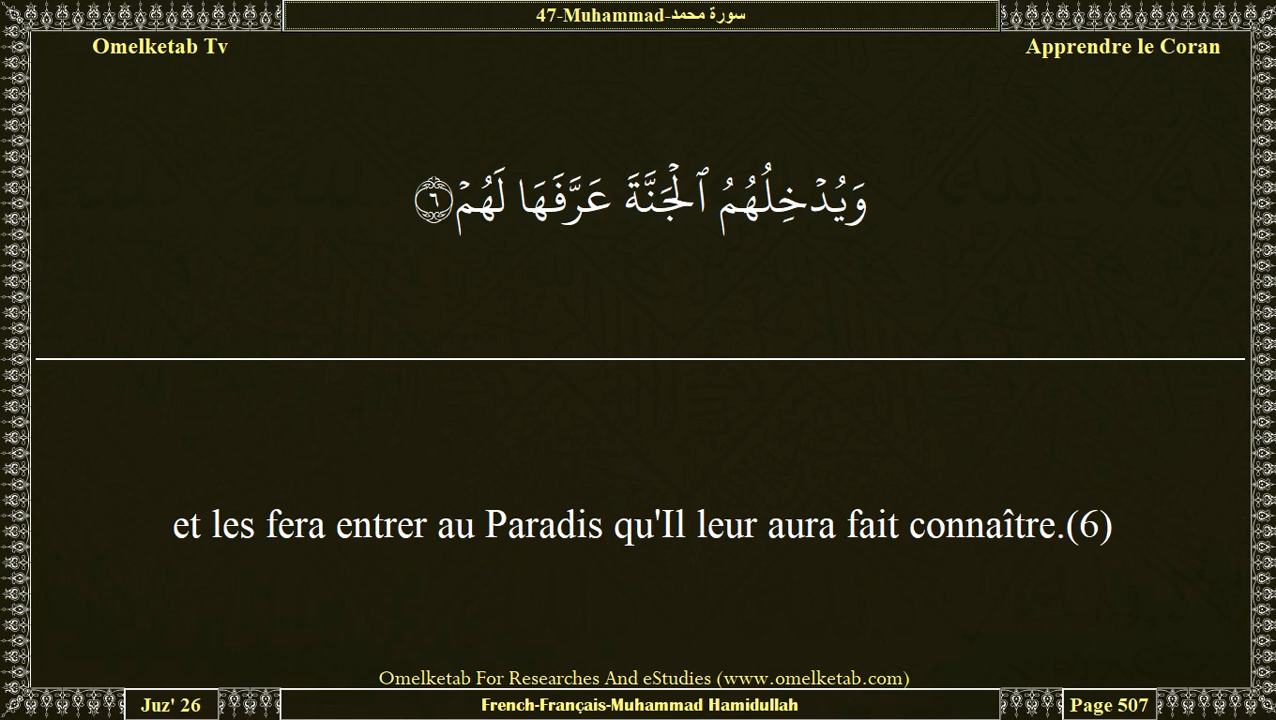 47-Muhammad-سورة محمد
Omelketab Tv
Apprendre le Coran
وَيُدۡخِلُهُمُ ٱلۡجَنَّةَ عَرَّفَهَا لَهُمۡ ٦
et les fera entrer au Paradis qu'Il leur aura fait connaître.(6)
Omelketab For Researches And eStudies (www.omelketab.com)
Juz' 26
French-Français-Muhammad Hamidullah
Page 507